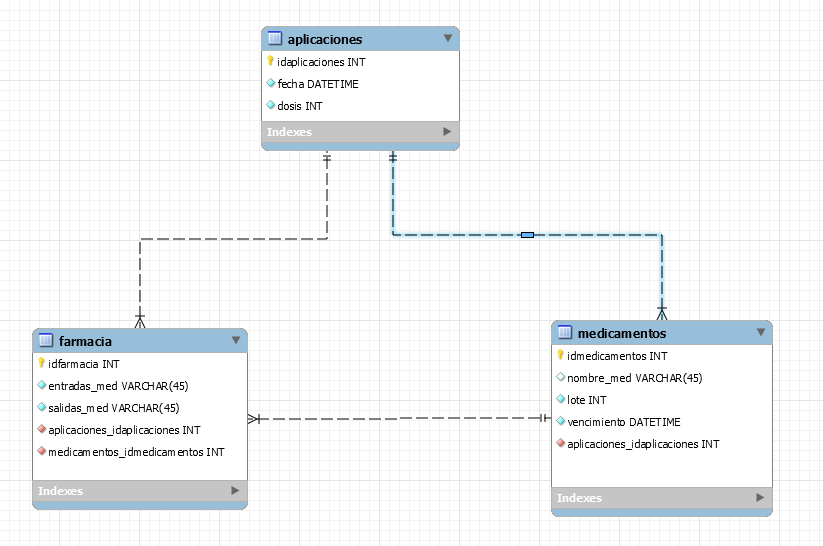 aplicaciones
idaplicaciones INT
fecha DATETIME
dosis INT
Indexes
farmacia
idfarmacia INT
entradas_med VARCHAR(45)
salidas_med VARCHAR(45)
aplicaciones_idaplicaciones INT
medicamentos_idmedicamentos INT
Indexes
medicamentos
idmedicamentos INT
nombre_med VARCHAR(45)
lote INT
vencimiento DATETIME
aplicaciones_idaplicaciones INT
Indexes